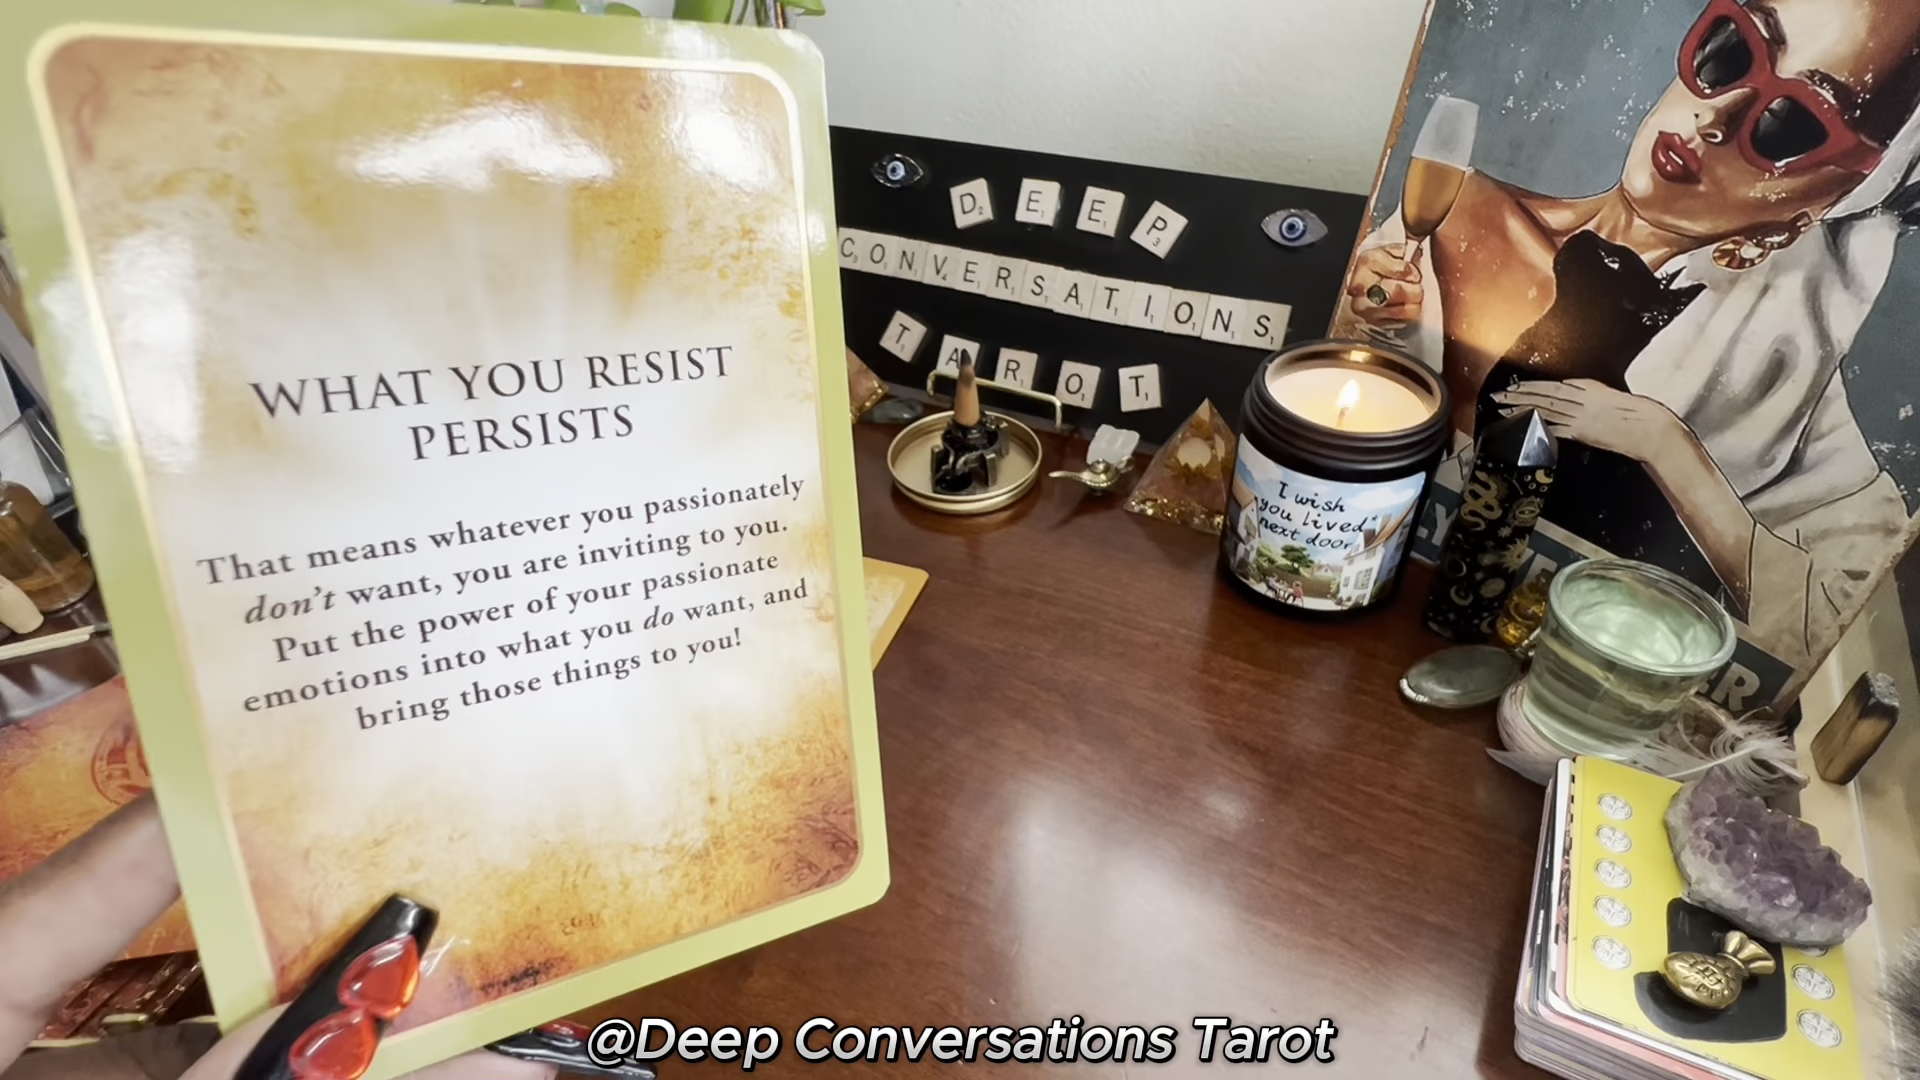 WHAT YOU RESIST
PERSISTS
That means whatever you passionately
don't want, you are inviting to you.
Put the power of your passionate
emotions into what you do want, and
bring those things to you!
DEEP
CONVERSATIONS
TAROT
I wish
you lived
next door
@Deep Conversations Tarot